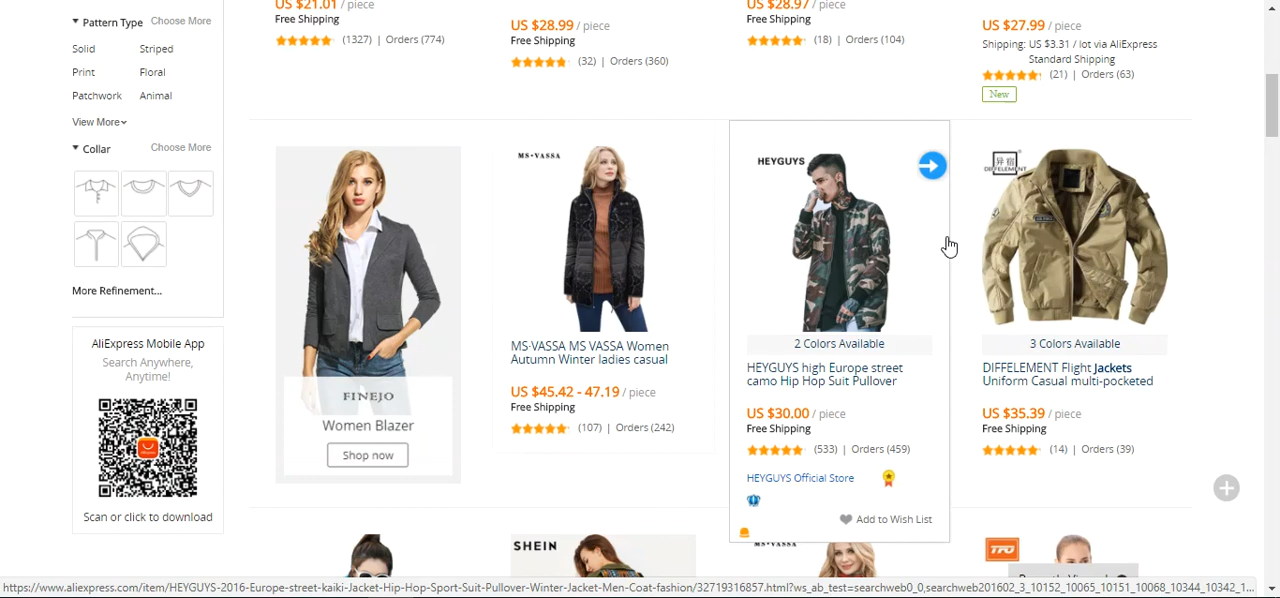 Pattern Type Choose More
Solid Striped
Print Floral
Patchwork Animal
View More
Collar Choose More
More Refinement...
AliExpress Mobile App
Search Anywhere,
Anytime!
Scan or click to download
US $21.01 / piece
Free Shipping
(1327) | Orders (774)
US $28.99 / piece
Free Shipping
(32) | Orders (360)
US $28.97 / piece
Free Shipping
(18) | Orders (104)
US $27.99 / piece
Shipping: US $3.31 / lot via AliExpress
Standard Shipping
(21) | Orders (63)
New
FINEJO
Women Blazer
Shop now
MS·VASSA
MS·VASSA MS VASSA Women
Autumn Winter ladies casual
US $45.42 - 47.19 / piece
Free Shipping
(107) | Orders (242)
HEYGUYS
2 Colors Available
HEYGUYS high Europe street
camo Hip Hop Suit Pullover
US $30.00 / piece
Free Shipping
(533) | Orders (459)
HEYGUYS Official Store
Add to Wish List
异宿
DIFFELEMENT
3 Colors Available
DIFFELEMENT Flight Jackets
Uniform Casual multi-pocketed
US $35.39 / piece
Free Shipping
(14) | Orders (39)
SHEIN
MS·VASSA
TFO
https://www.aliexpress.com/item/HEYGUYS-2016-Europe-street-kaiki-Jacket-Hip-Hop-Sport-Suit-Pullover-Winter-Jacket-Men-Coat-fashion/32719316857.html?ws_ab_test=searchweb0_0,searchweb201602_3_10152_10065_10151_10068_10344_10342_1...